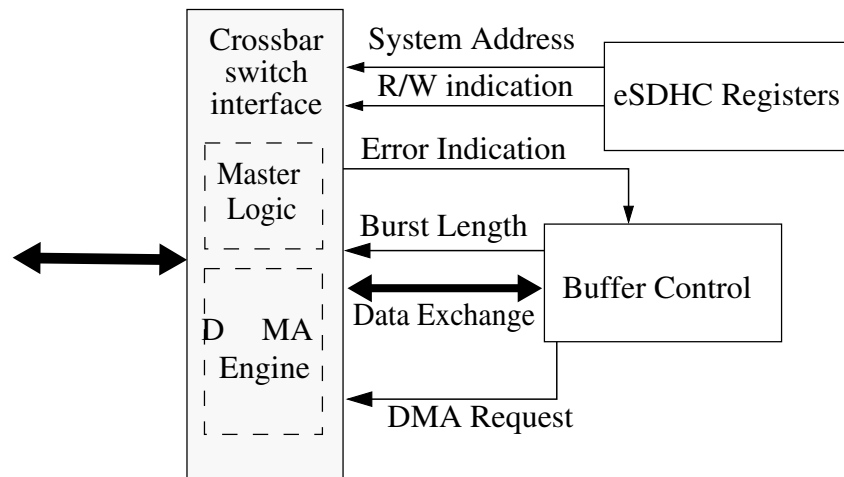 Crossbar
switch
interface
System Address
R/W indication
eSDHC Registers
Error Indication
Master
Logic
Burst Length
Buffer Control
Data Exchange
D MA
Engine
DMA Request